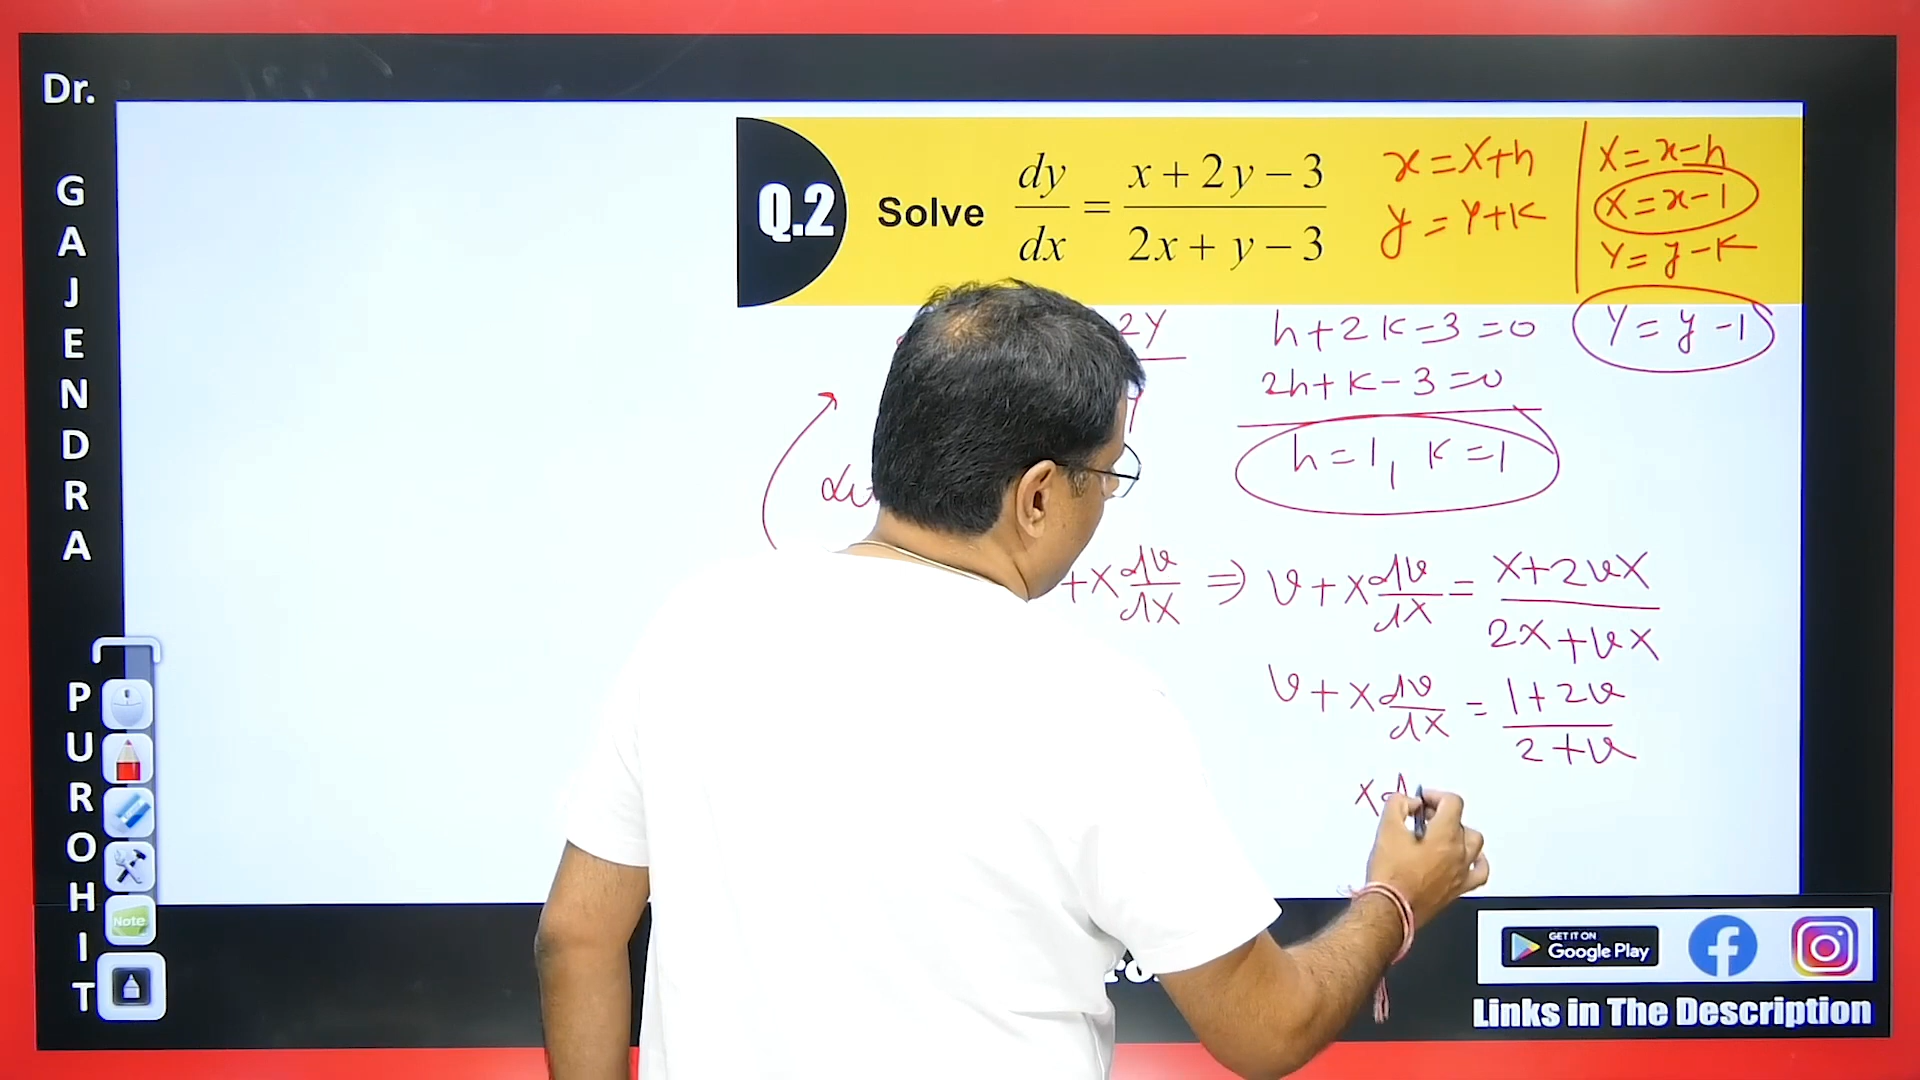 Dr.
GAJENDRA
PUROHIT
Note
Q.2 Solve dy/dx = (x + 2y − 3)/(2x + y − 3)
x = X+h
y = Y+K
X = x-h
X = x-1
Y = y-K
Y = y-1
2Y
h+2K-3=0
2h+K-3=0
h=1, K=1
+X dv/dX ⇒ v+X dv/dX = (X+2vX)/(2X+vX)
v+X dv/dX = (1+2v)/(2+v)
X d
GET IT ON
Google Play
Links in The Description